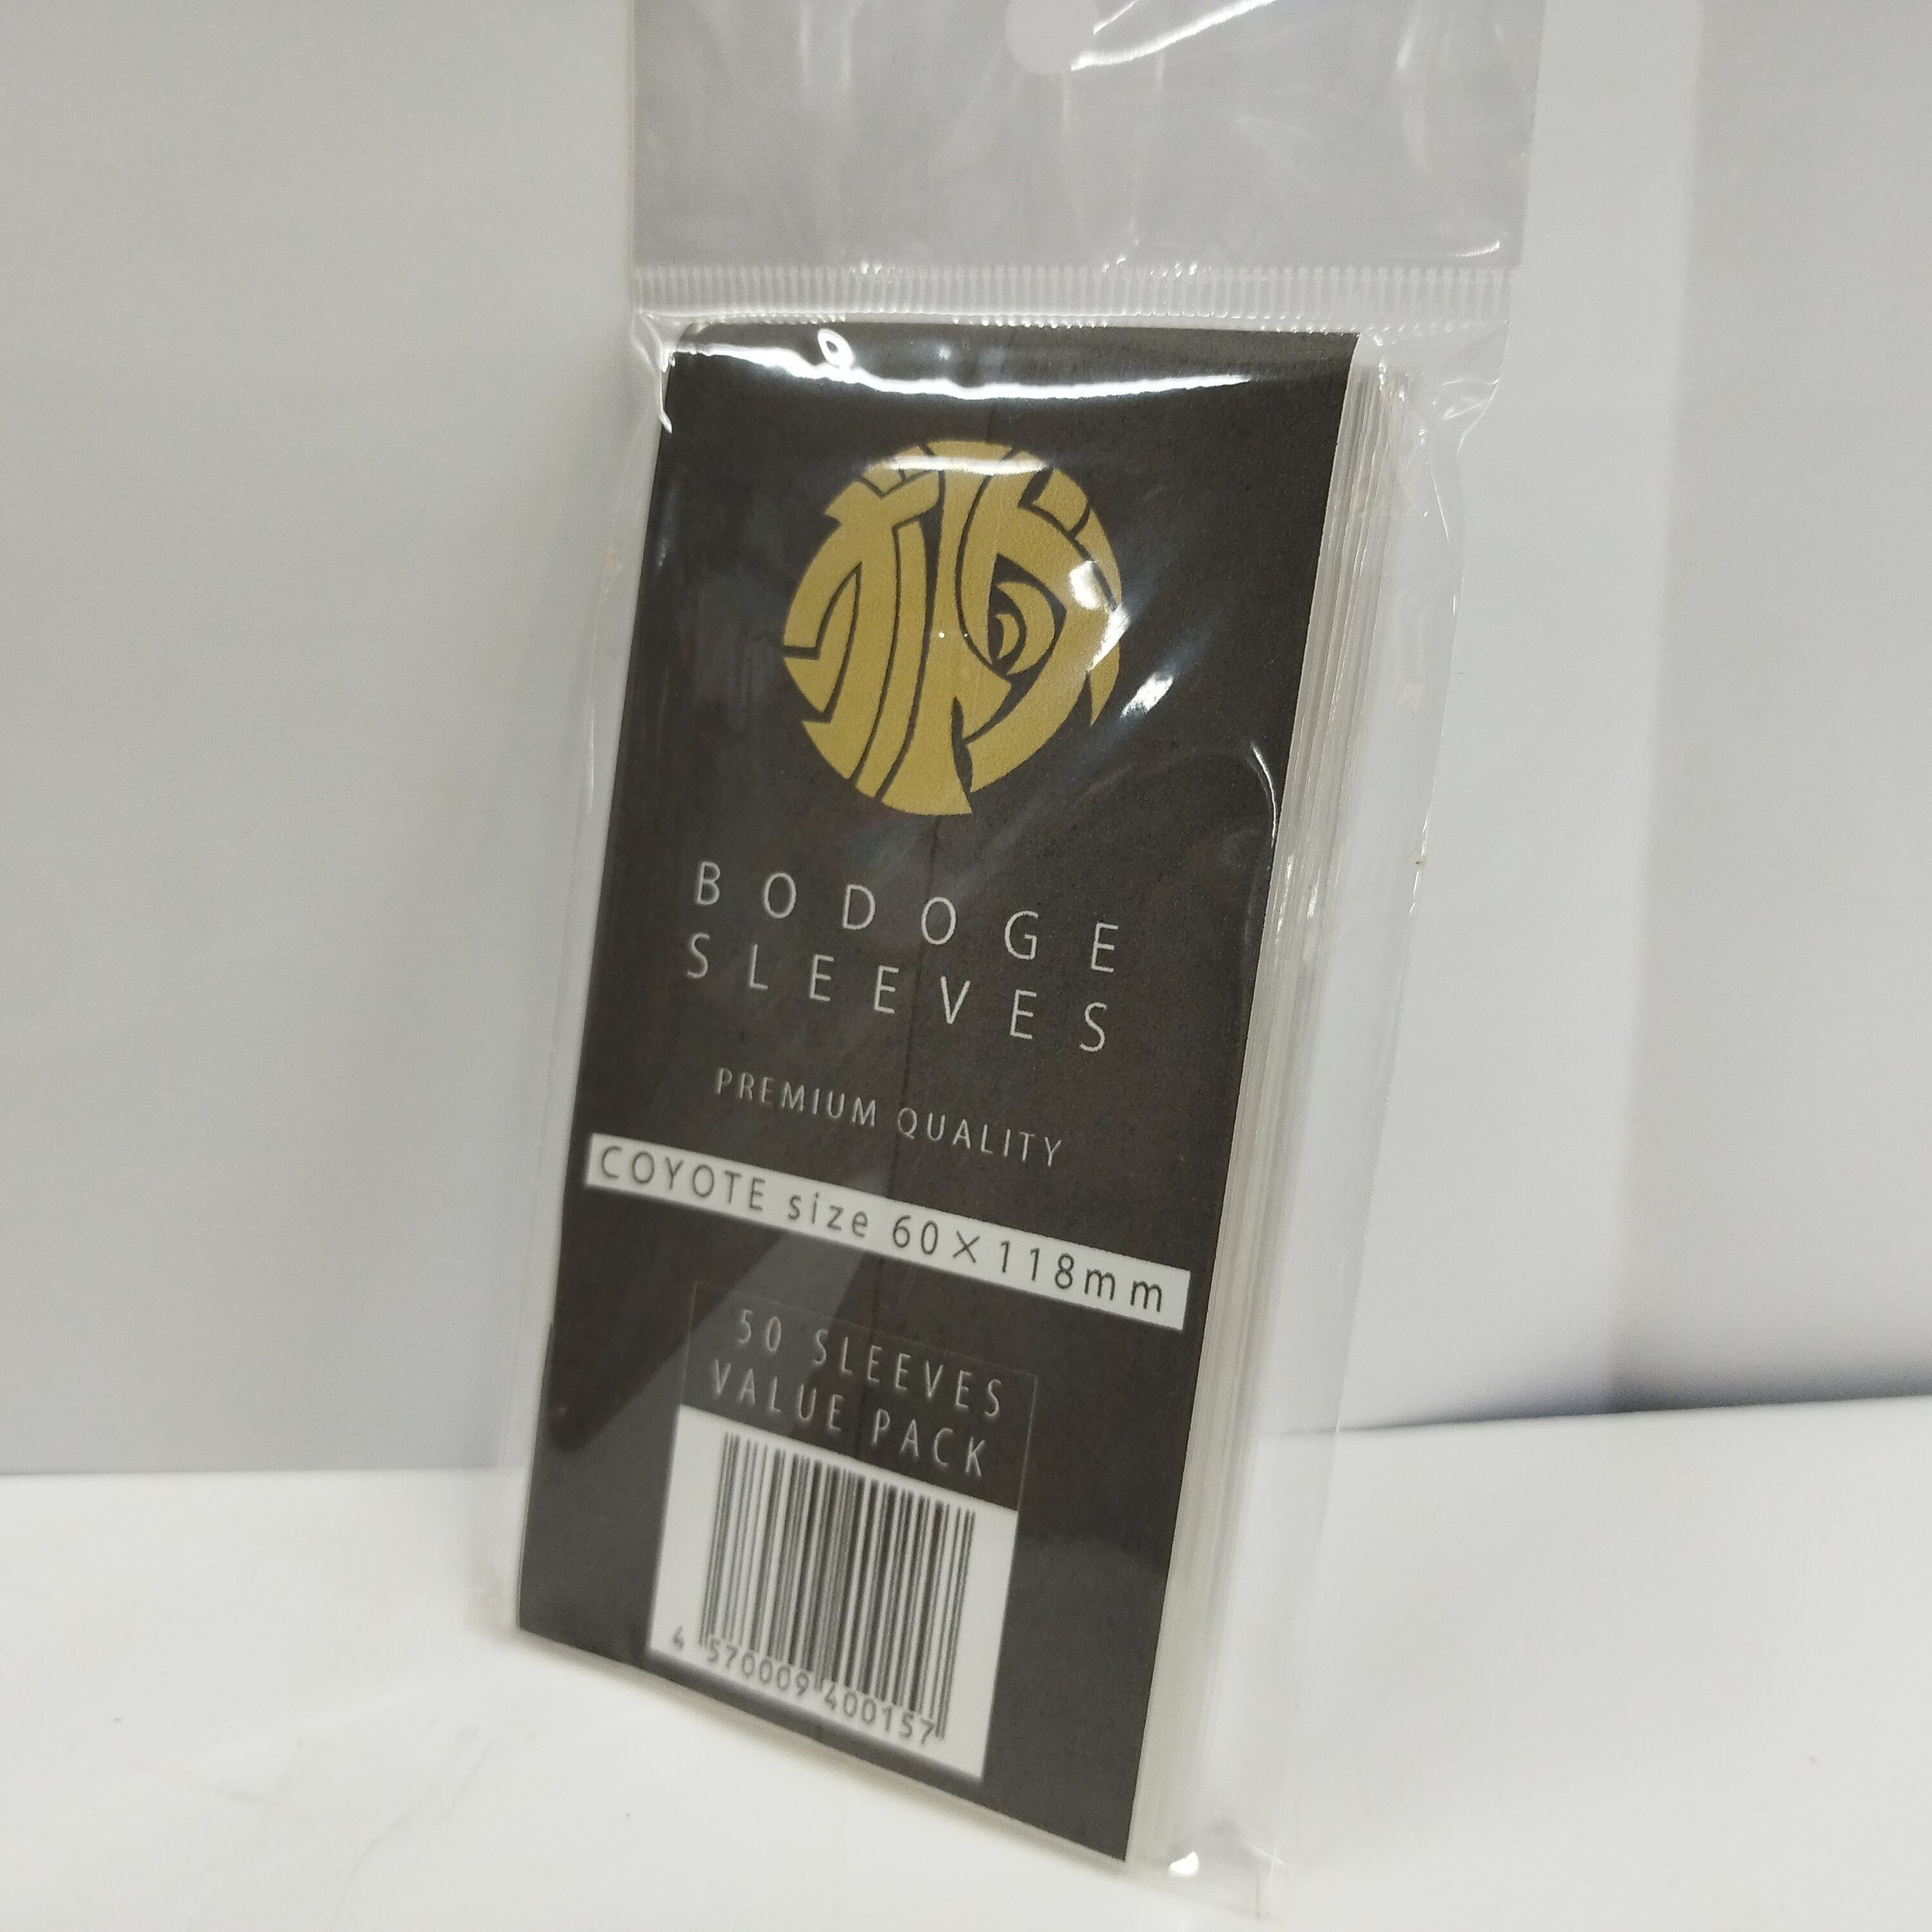 BODOGE
SLEEVES
PREMIUM QUALITY
COYOTE size 60×118mm
50 SLEEVES
VALUE PACK
4 570009 400157